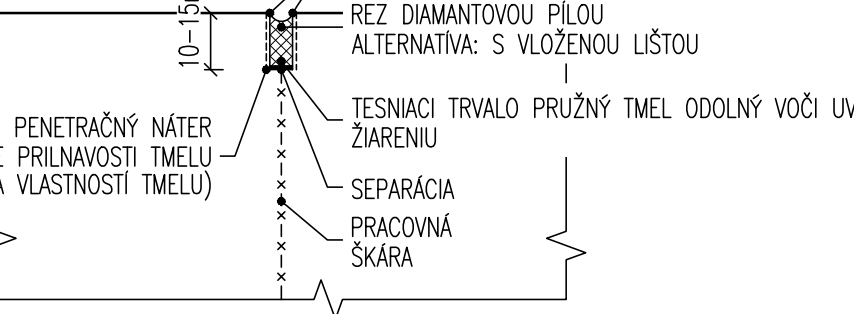 REZ DIAMANTOVOU PÍLOU
ALTERNATÍVA: S VLOŽENOU LIŠTOU
10-15
TESNIACI TRVALO PRUŽNÝ TMEL ODOLNÝ VOČI UV
ŽIARENIU
PENETRAČNÝ NÁTER
PRILNAVOSTI TMELU
VLASTNOSTÍ TMELU)
SEPARÁCIA
PRACOVNÁ
ŠKÁRA